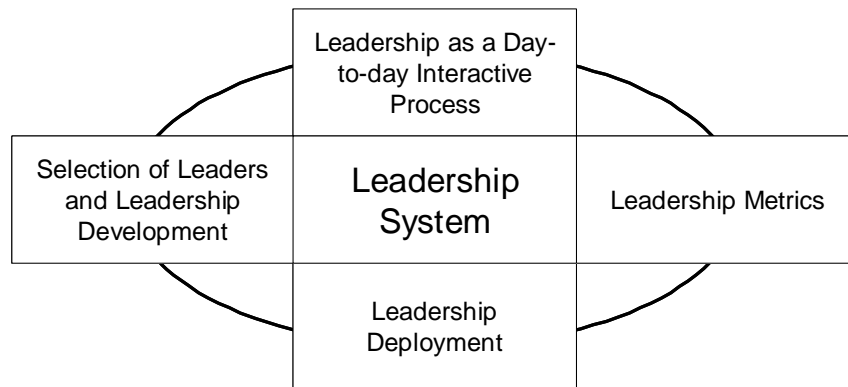 Leadership as a Day-
to-day Interactive
Process
Selection of Leaders
and Leadership
Development
Leadership
System
Leadership Metrics
Leadership
Deployment